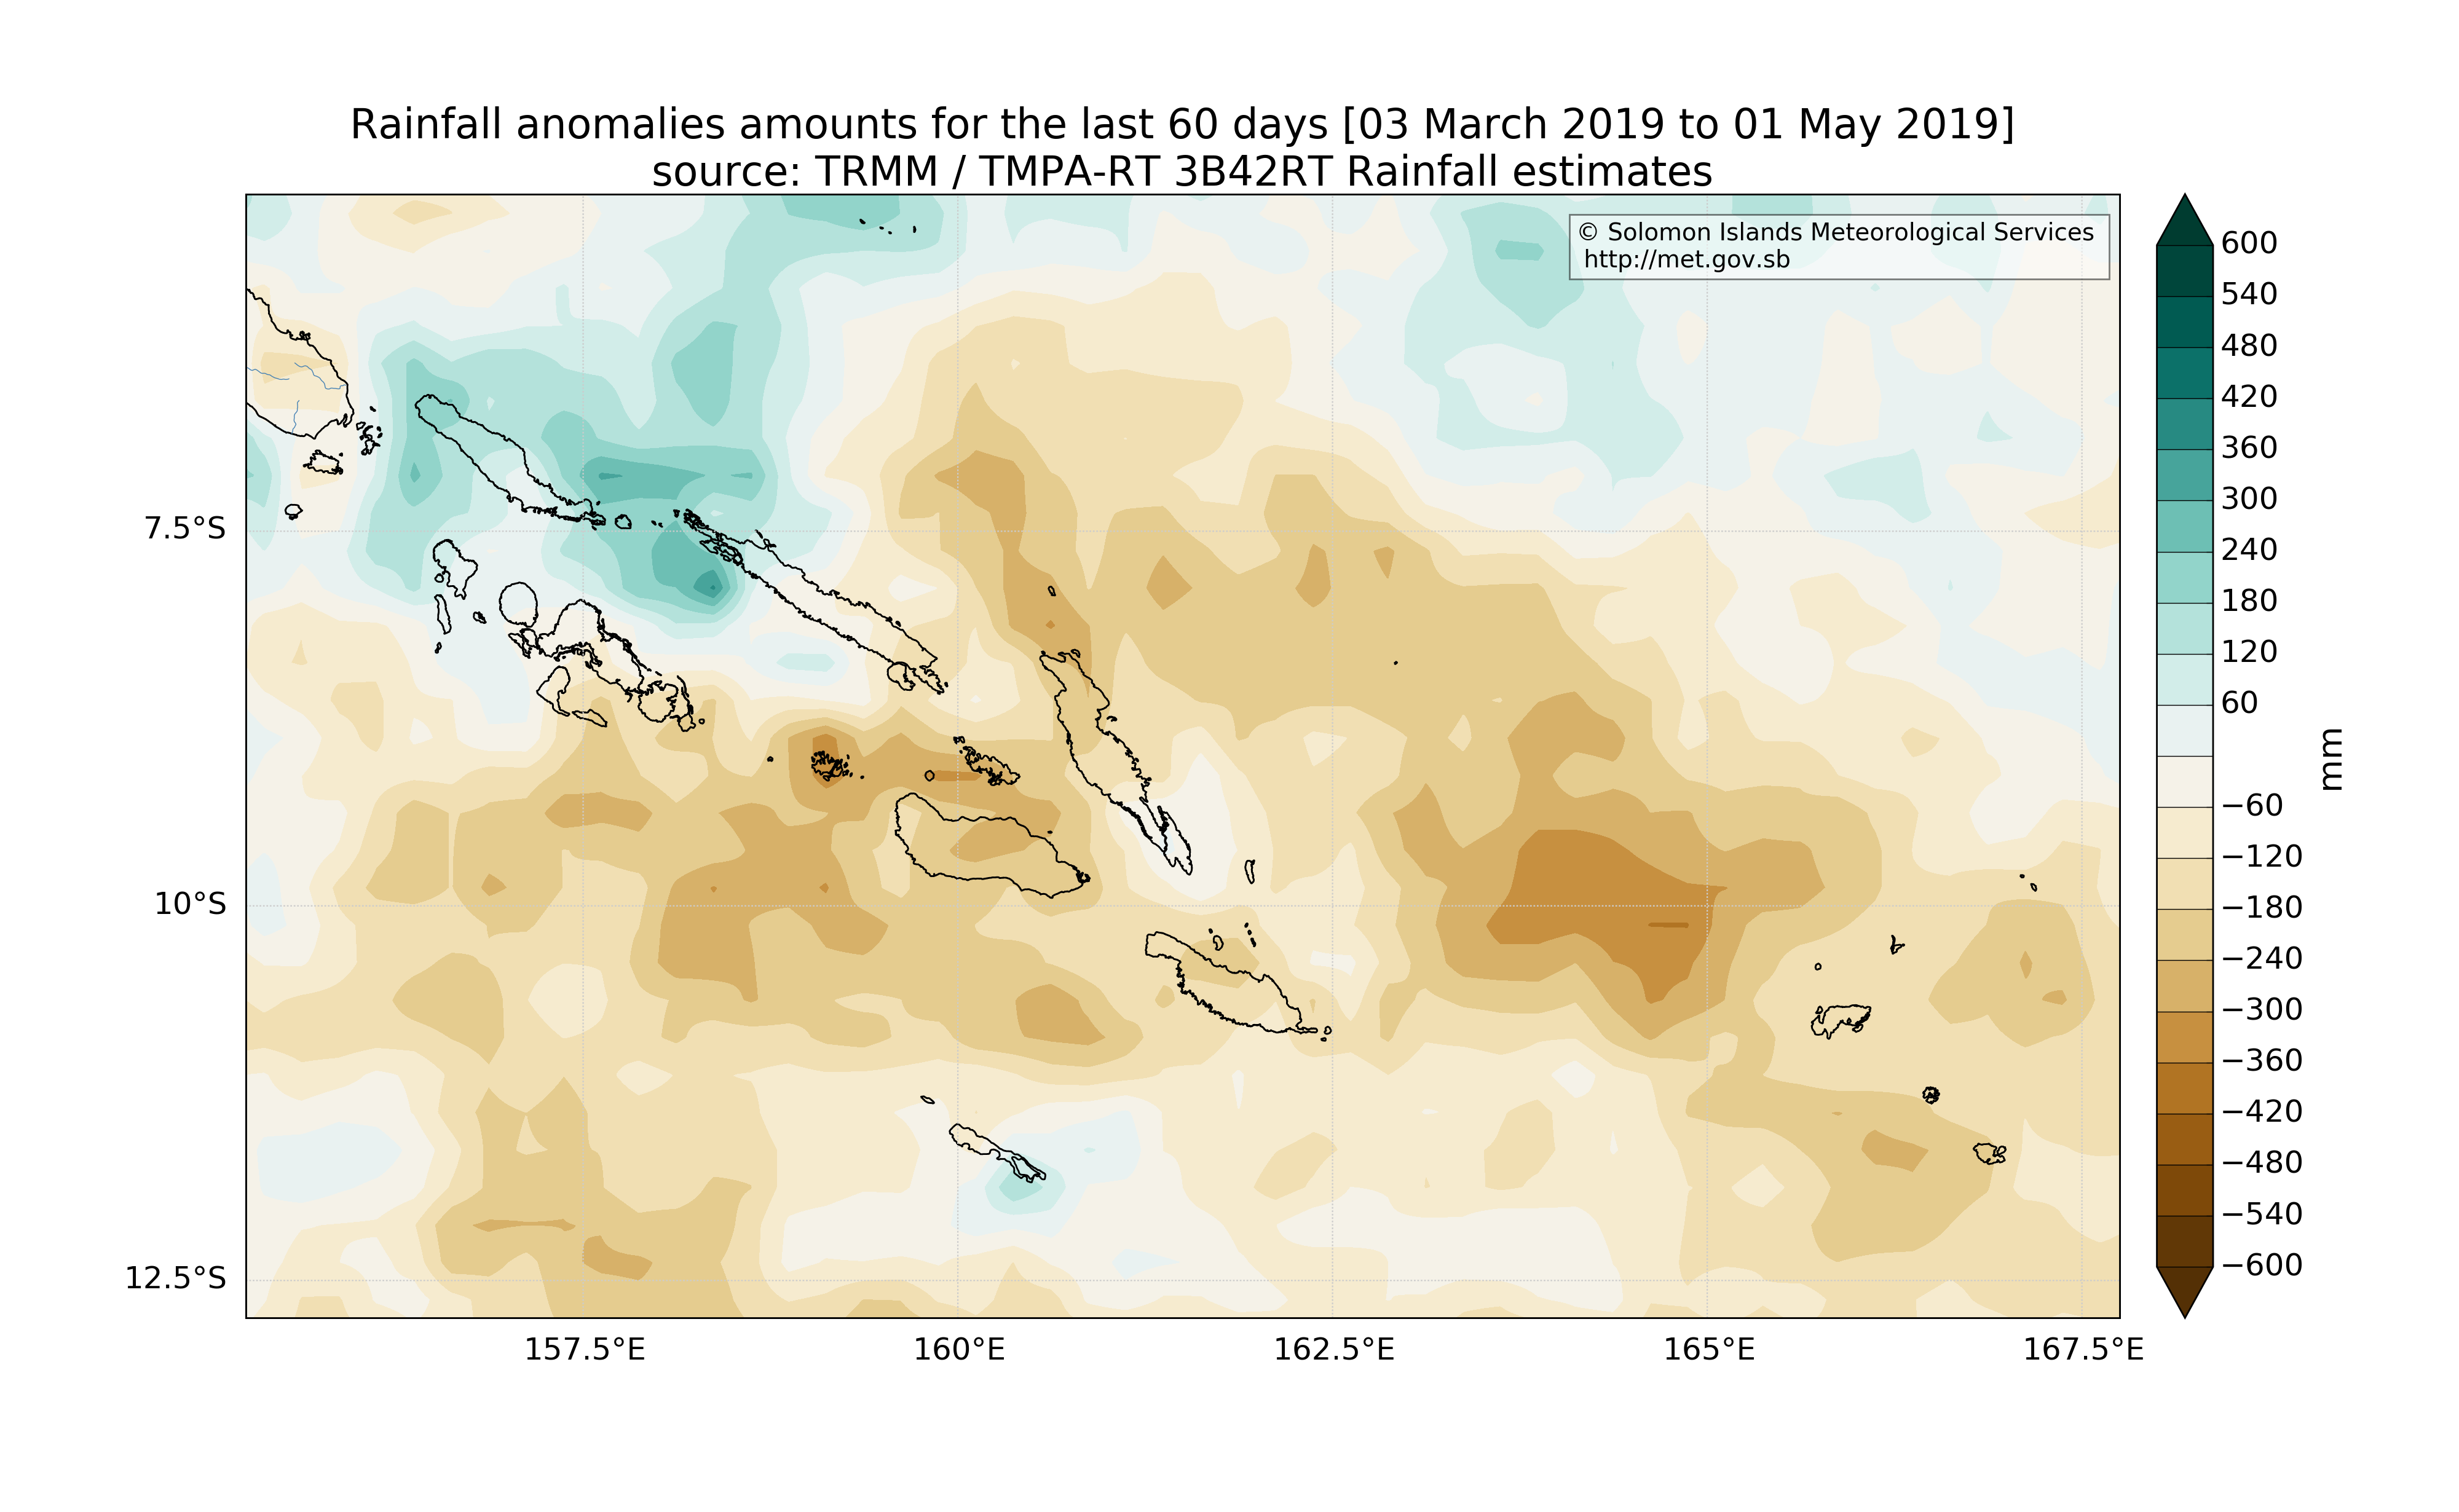 Rainfall anomalies amounts for the last 60 days [03 March 2019 to 01 May 2019]
source: TRMM / TMPA-RT 3B42RT Rainfall estimates
© Solomon Islands Meteorological Services
http://met.gov.sb
7.5°S
10°S
12.5°S
157.5°E
160°E
162.5°E
165°E
167.5°E
600
540
480
420
360
300
240
180
120
60
−60
−120
−180
−240
−300
−360
−420
−480
−540
−600
mm